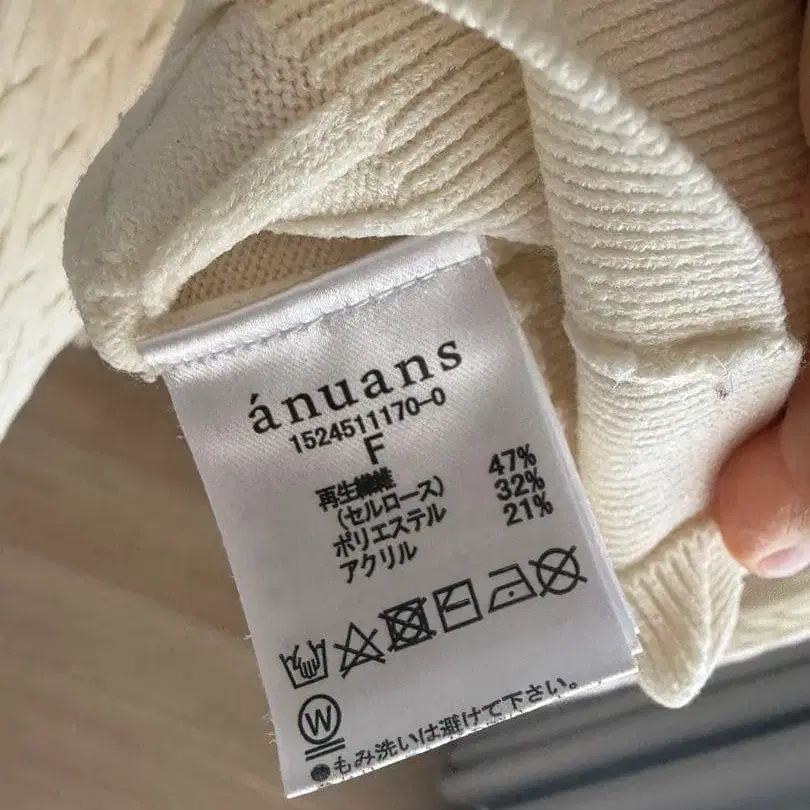 ánuans
1524511170-0
F
再生繊維
(セルロース) 47%
ポリエステル 32%
アクリル 21%
W
●もみ洗いは避けて下さい。